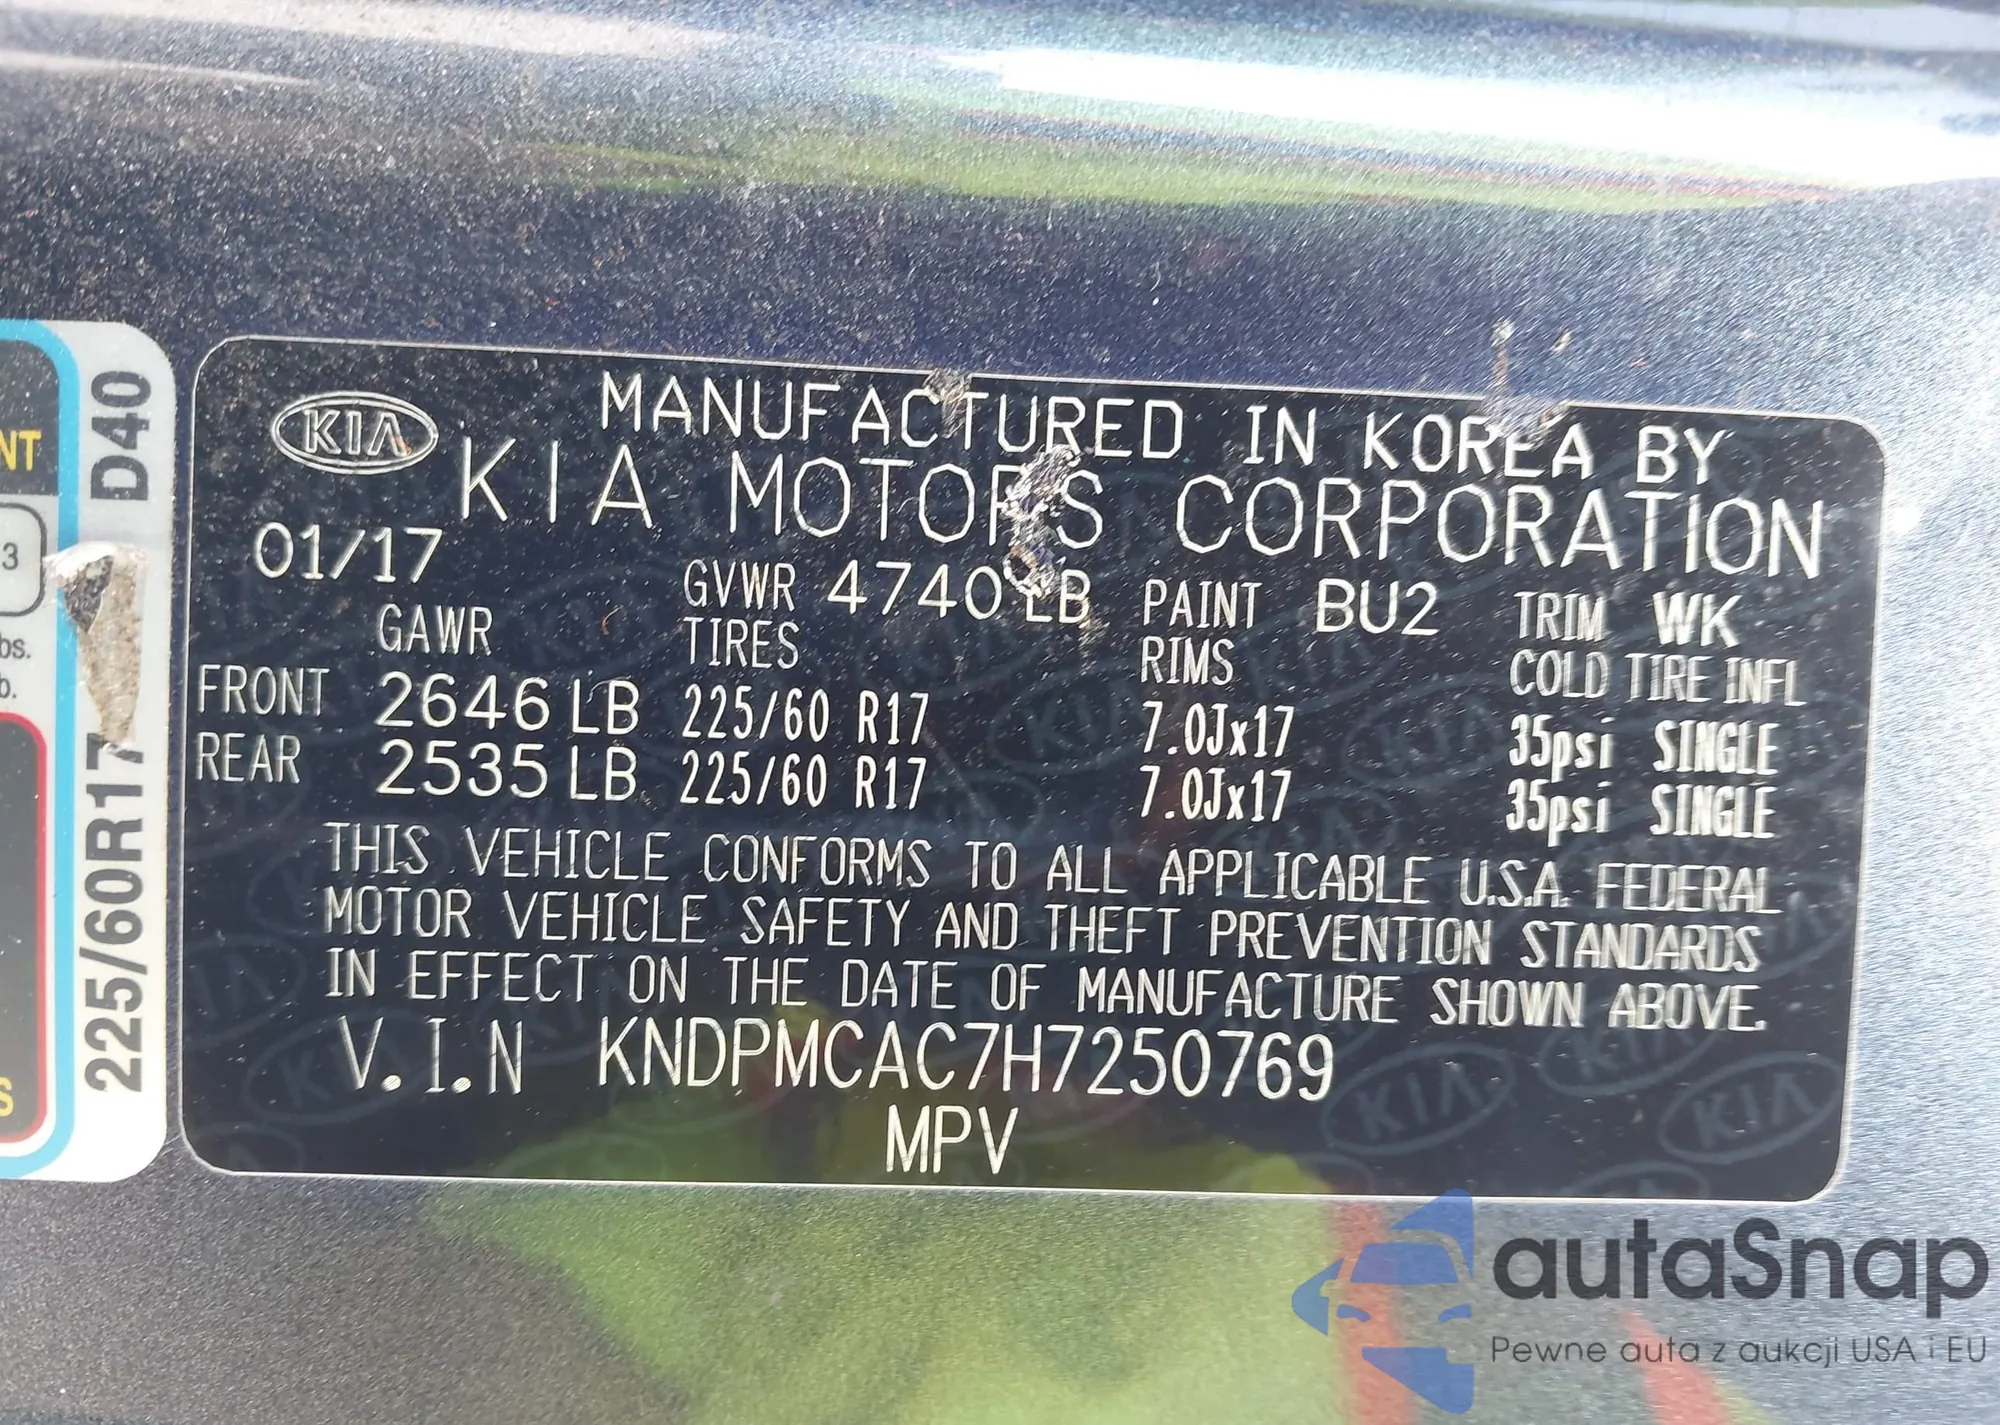 NT
3
bs.
b.
S
D40
225/60R17
KIA
MANUFACTURED IN KOREA BY
KIA MOTORS CORPORATION
01/17
GVWR 4740 LB PAINT BU2 TRIM WK
GAWR TIRES RIMS COLD TIRE INFL
FRONT 2646 LB 225/60 R17 7.0Jx17 35psi SINGLE
REAR 2535 LB 225/60 R17 7.0Jx17 35psi SINGLE
THIS VEHICLE CONFORMS TO ALL APPLICABLE U.S.A. FEDERAL
MOTOR VEHICLE SAFETY AND THEFT PREVENTION STANDARDS
IN EFFECT ON THE DATE OF MANUFACTURE SHOWN ABOVE.
V.I.N KNDPMCAC7H7250769
MPV
autaSnap
Pewne auta z aukcji USA i EU